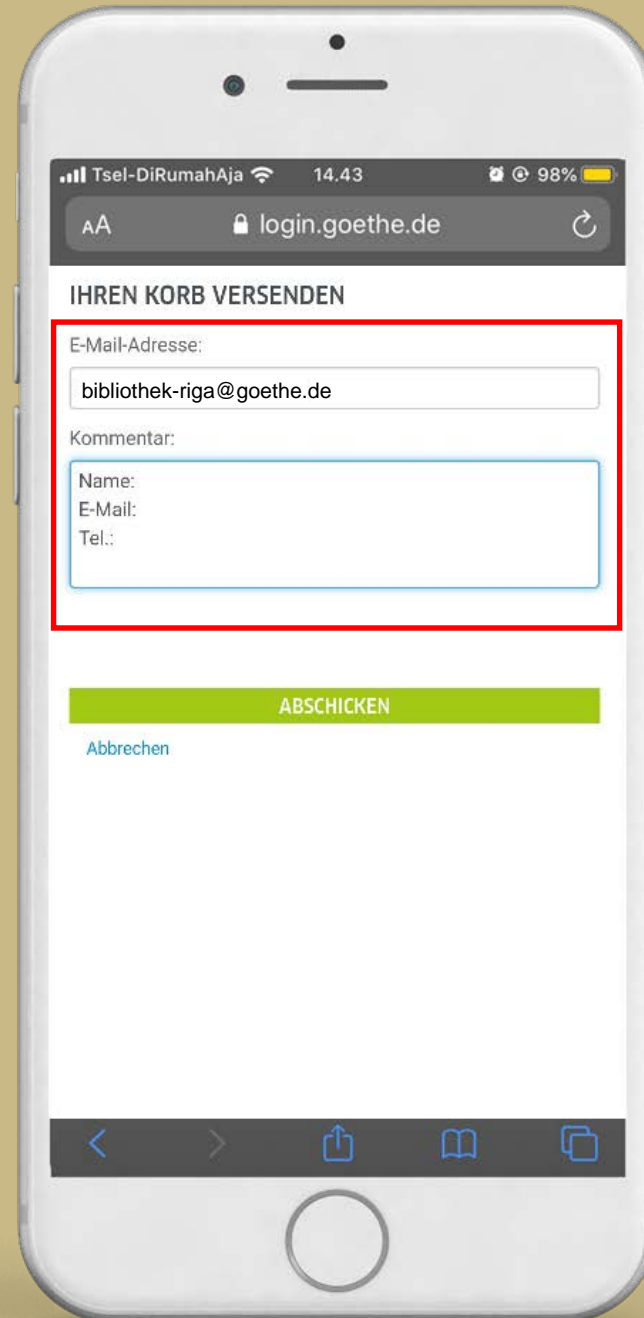 Tsel-DiRumahAja 14.43 98%
AA login.goethe.de
IHREN KORB VERSENDEN
E-Mail-Adresse:
bibliothek-riga@goethe.de
Kommentar:
Name:
E-Mail:
Tel.:
ABSCHICKEN
Abbrechen